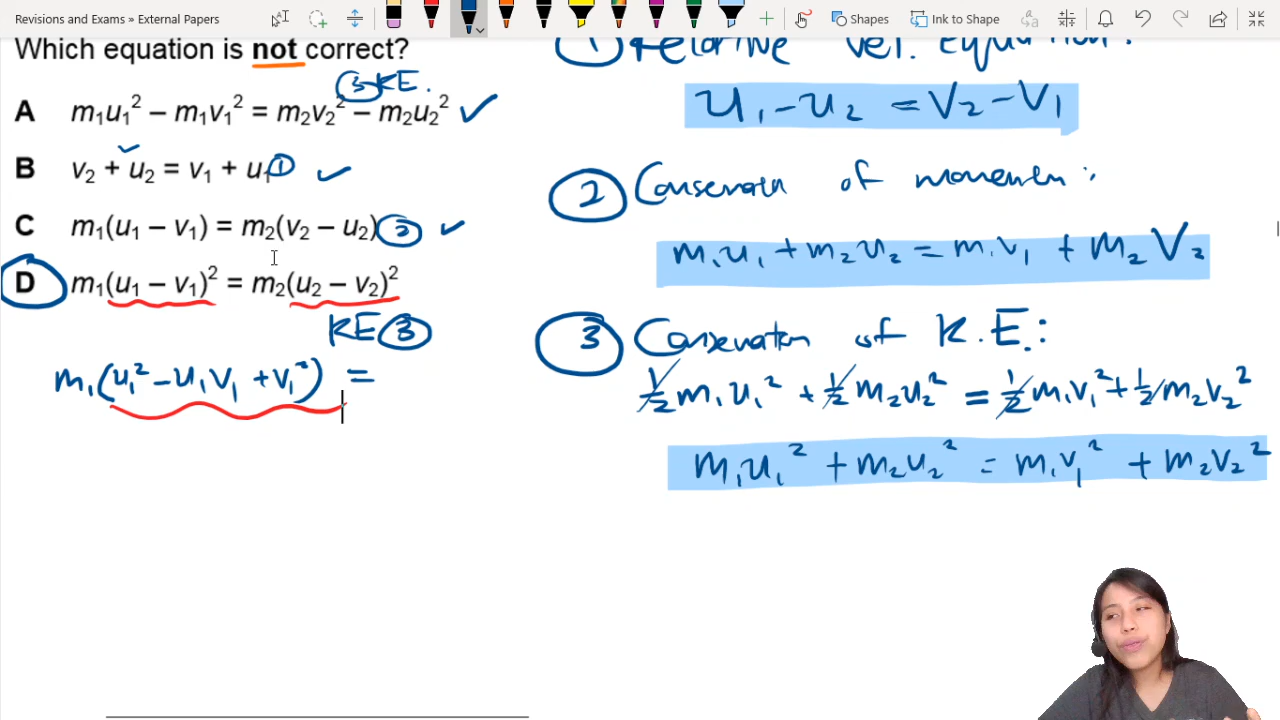 Revisions and Exams » External Papers
Shapes
Ink to Shape
Which equation is not correct?
③ KE.
A m₁u₁² – m₁v₁² = m₂v₂² – m₂u₂² ✓
B v₂ + u₂ = v₁ + u₁ ① ✓
C m₁(u₁ – v₁) = m₂(v₂ – u₂) ② ✓
D m₁(u₁ – v₁)² = m₂(u₂ – v₂)²
KE ③
m₁(u₁² – u₁v₁ + v₁²) =
① Relative Vel. Equation:
u₁ – u₂ = v₂ – v₁
② of
m₁u₁ + m₂u₂ = m₁v₁ + m₂v₂
③ Conservation of K.E.:
½m₁u₁² + ½m₂u₂² = ½m₁v₁² + ½m₂v₂²
m₁u₁² + m₂u₂² = m₁v₁² + m₂v₂²